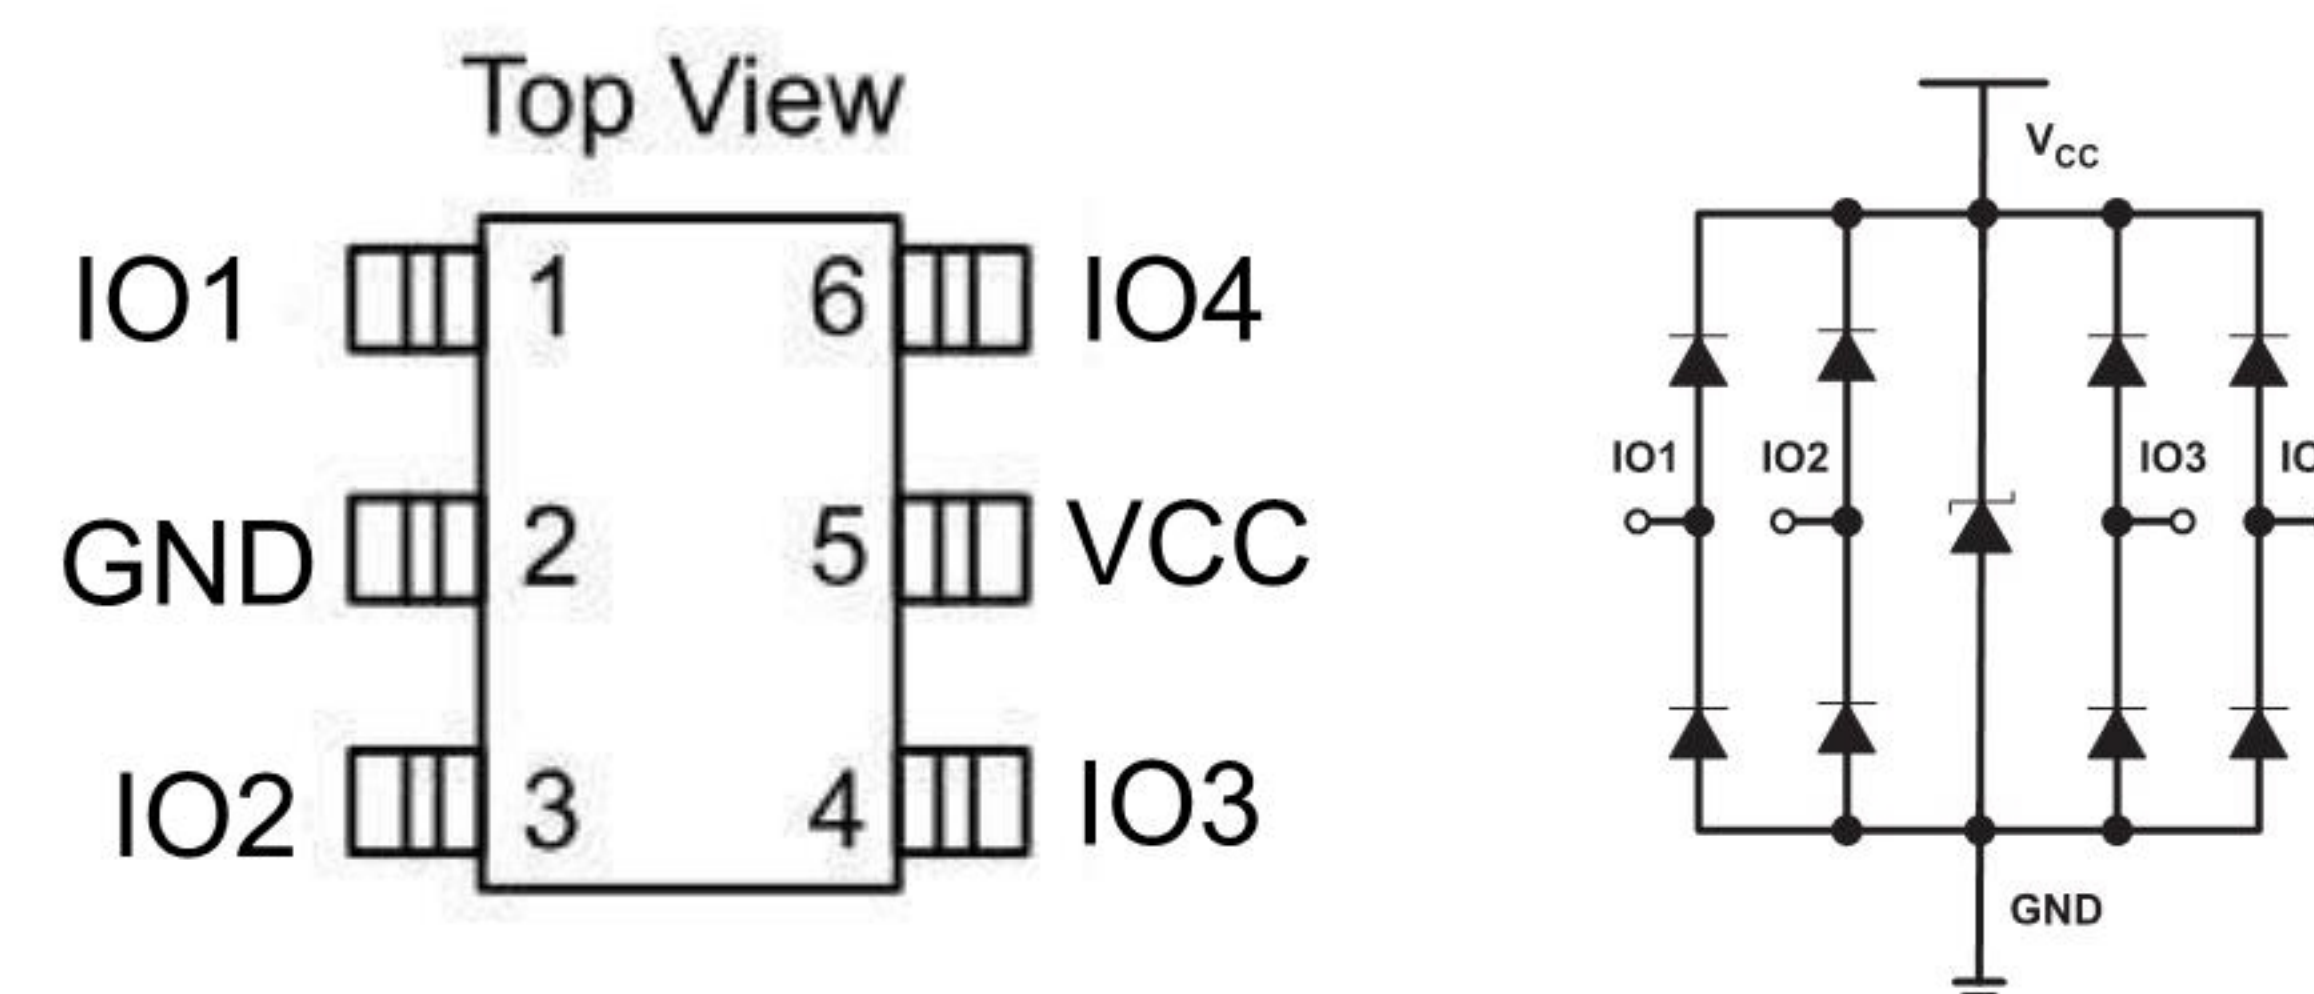 Top View
IO1 1 6 IO4
GND 2 5 VCC
IO2 3 4 IO3
VCC
IO1 IO2 IO3
GND